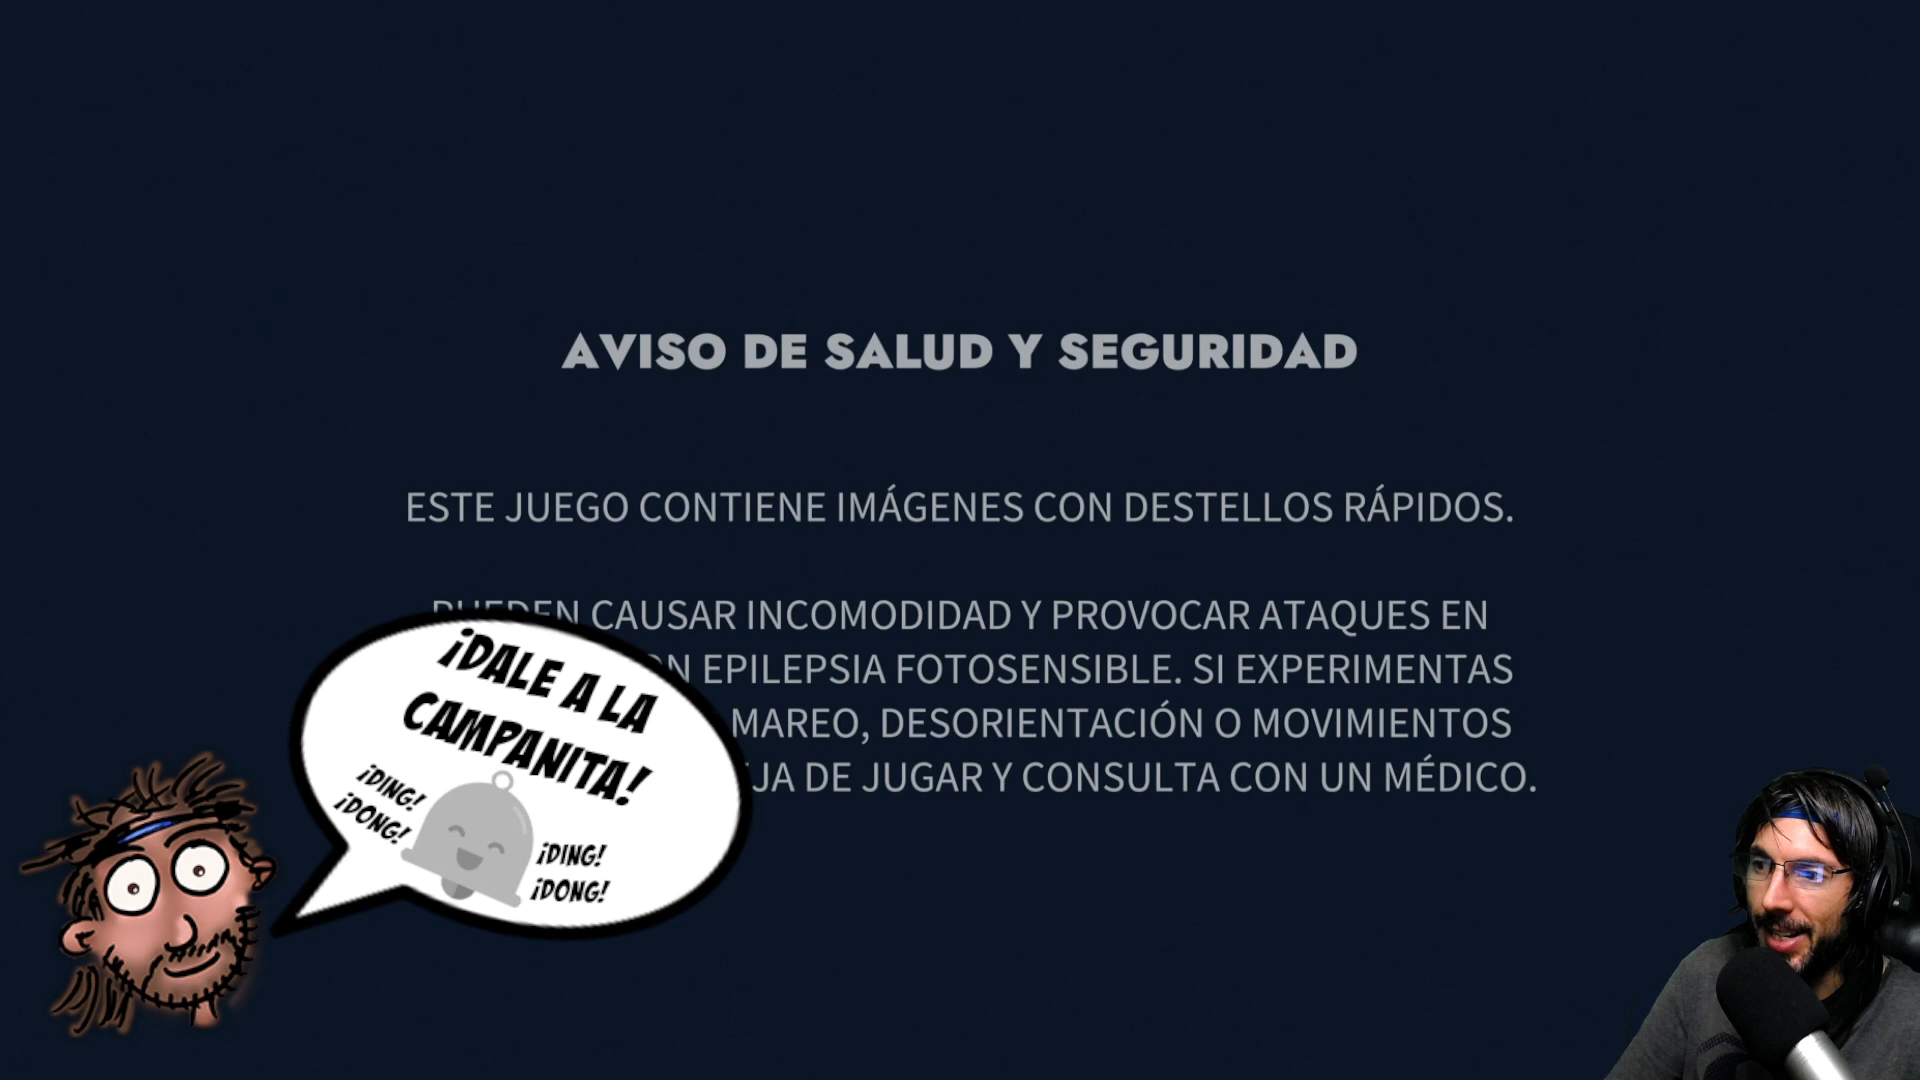 AVISO DE SALUD Y SEGURIDAD
ESTE JUEGO CONTIENE IMÁGENES CON DESTELLOS RÁPIDOS.
CAUSAR INCOMODIDAD Y PROVOCAR ATAQUES EN
EPILEPSIA FOTOSENSIBLE. SI EXPERIMENTAS
MAREO, DESORIENTACIÓN O MOVIMIENTOS
DE JUGAR Y CONSULTA CON UN MÉDICO.
¡DALE A LA
CAMPANITA!
¡DING!
¡DONG!
¡DING!
¡DONG!